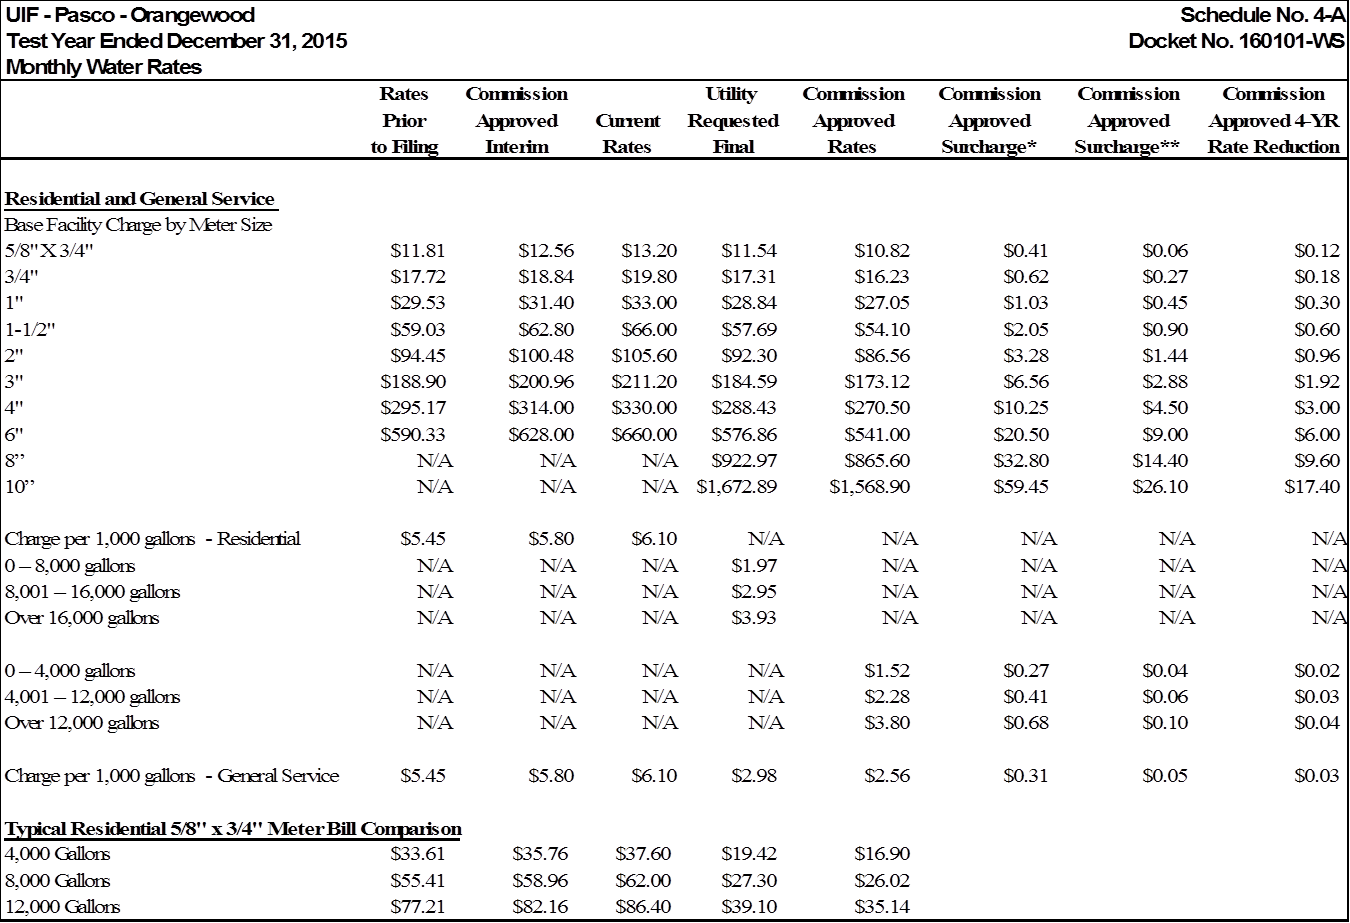 UIF - Pasco - Orangewood Schedule No. 4-A
Test Year Ended December 31, 2015 Docket No. 160101-WS
Monthly Water Rates
Rates Commission Utility Commission Commission Commission Commission
Prior Approved Current Requested Approved Approved Approved Approved 4-YR
to Filing Interim Rates Final Rates Surcharge* Surcharge** Rate Reduction
Residential and General Service
Base Facility Charge by Meter Size
5/8" X 3/4" $11.81 $12.56 $13.20 $11.54 $10.82 $0.41 $0.06 $0.12
3/4" $17.72 $18.84 $19.80 $17.31 $16.23 $0.62 $0.27 $0.18
1" $29.53 $31.40 $33.00 $28.84 $27.05 $1.03 $0.45 $0.30
1-1/2" $59.03 $62.80 $66.00 $57.69 $54.10 $2.05 $0.90 $0.60
2" $94.45 $100.48 $105.60 $92.30 $86.56 $3.28 $1.44 $0.96
3" $188.90 $200.96 $211.20 $184.59 $173.12 $6.56 $2.88 $1.92
4" $295.17 $314.00 $330.00 $288.43 $270.50 $10.25 $4.50 $3.00
6" $590.33 $628.00 $660.00 $576.86 $541.00 $20.50 $9.00 $6.00
8” N/A N/A N/A $922.97 $865.60 $32.80 $14.40 $9.60
10” N/A N/A N/A $1,672.89 $1,568.90 $59.45 $26.10 $17.40
Charge per 1,000 gallons - Residential $5.45 $5.80 $6.10 N/A N/A N/A N/A N/A
0 – 8,000 gallons N/A N/A N/A $1.97 N/A N/A N/A N/A
8,001 – 16,000 gallons N/A N/A N/A $2.95 N/A N/A N/A N/A
Over 16,000 gallons N/A N/A N/A $3.93 N/A N/A N/A N/A
0 – 4,000 gallons N/A N/A N/A N/A $1.52 $0.27 $0.04 $0.02
4,001 – 12,000 gallons N/A N/A N/A N/A $2.28 $0.41 $0.06 $0.03
Over 12,000 gallons N/A N/A N/A N/A $3.80 $0.68 $0.10 $0.04
Charge per 1,000 gallons - General Service $5.45 $5.80 $6.10 $2.98 $2.56 $0.31 $0.05 $0.03
Typical Residential 5/8" x 3/4" Meter Bill Comparison
4,000 Gallons $33.61 $35.76 $37.60 $19.42 $16.90
8,000 Gallons $55.41 $58.96 $62.00 $27.30 $26.02
12,000 Gallons $77.21 $82.16 $86.40 $39.10 $35.14